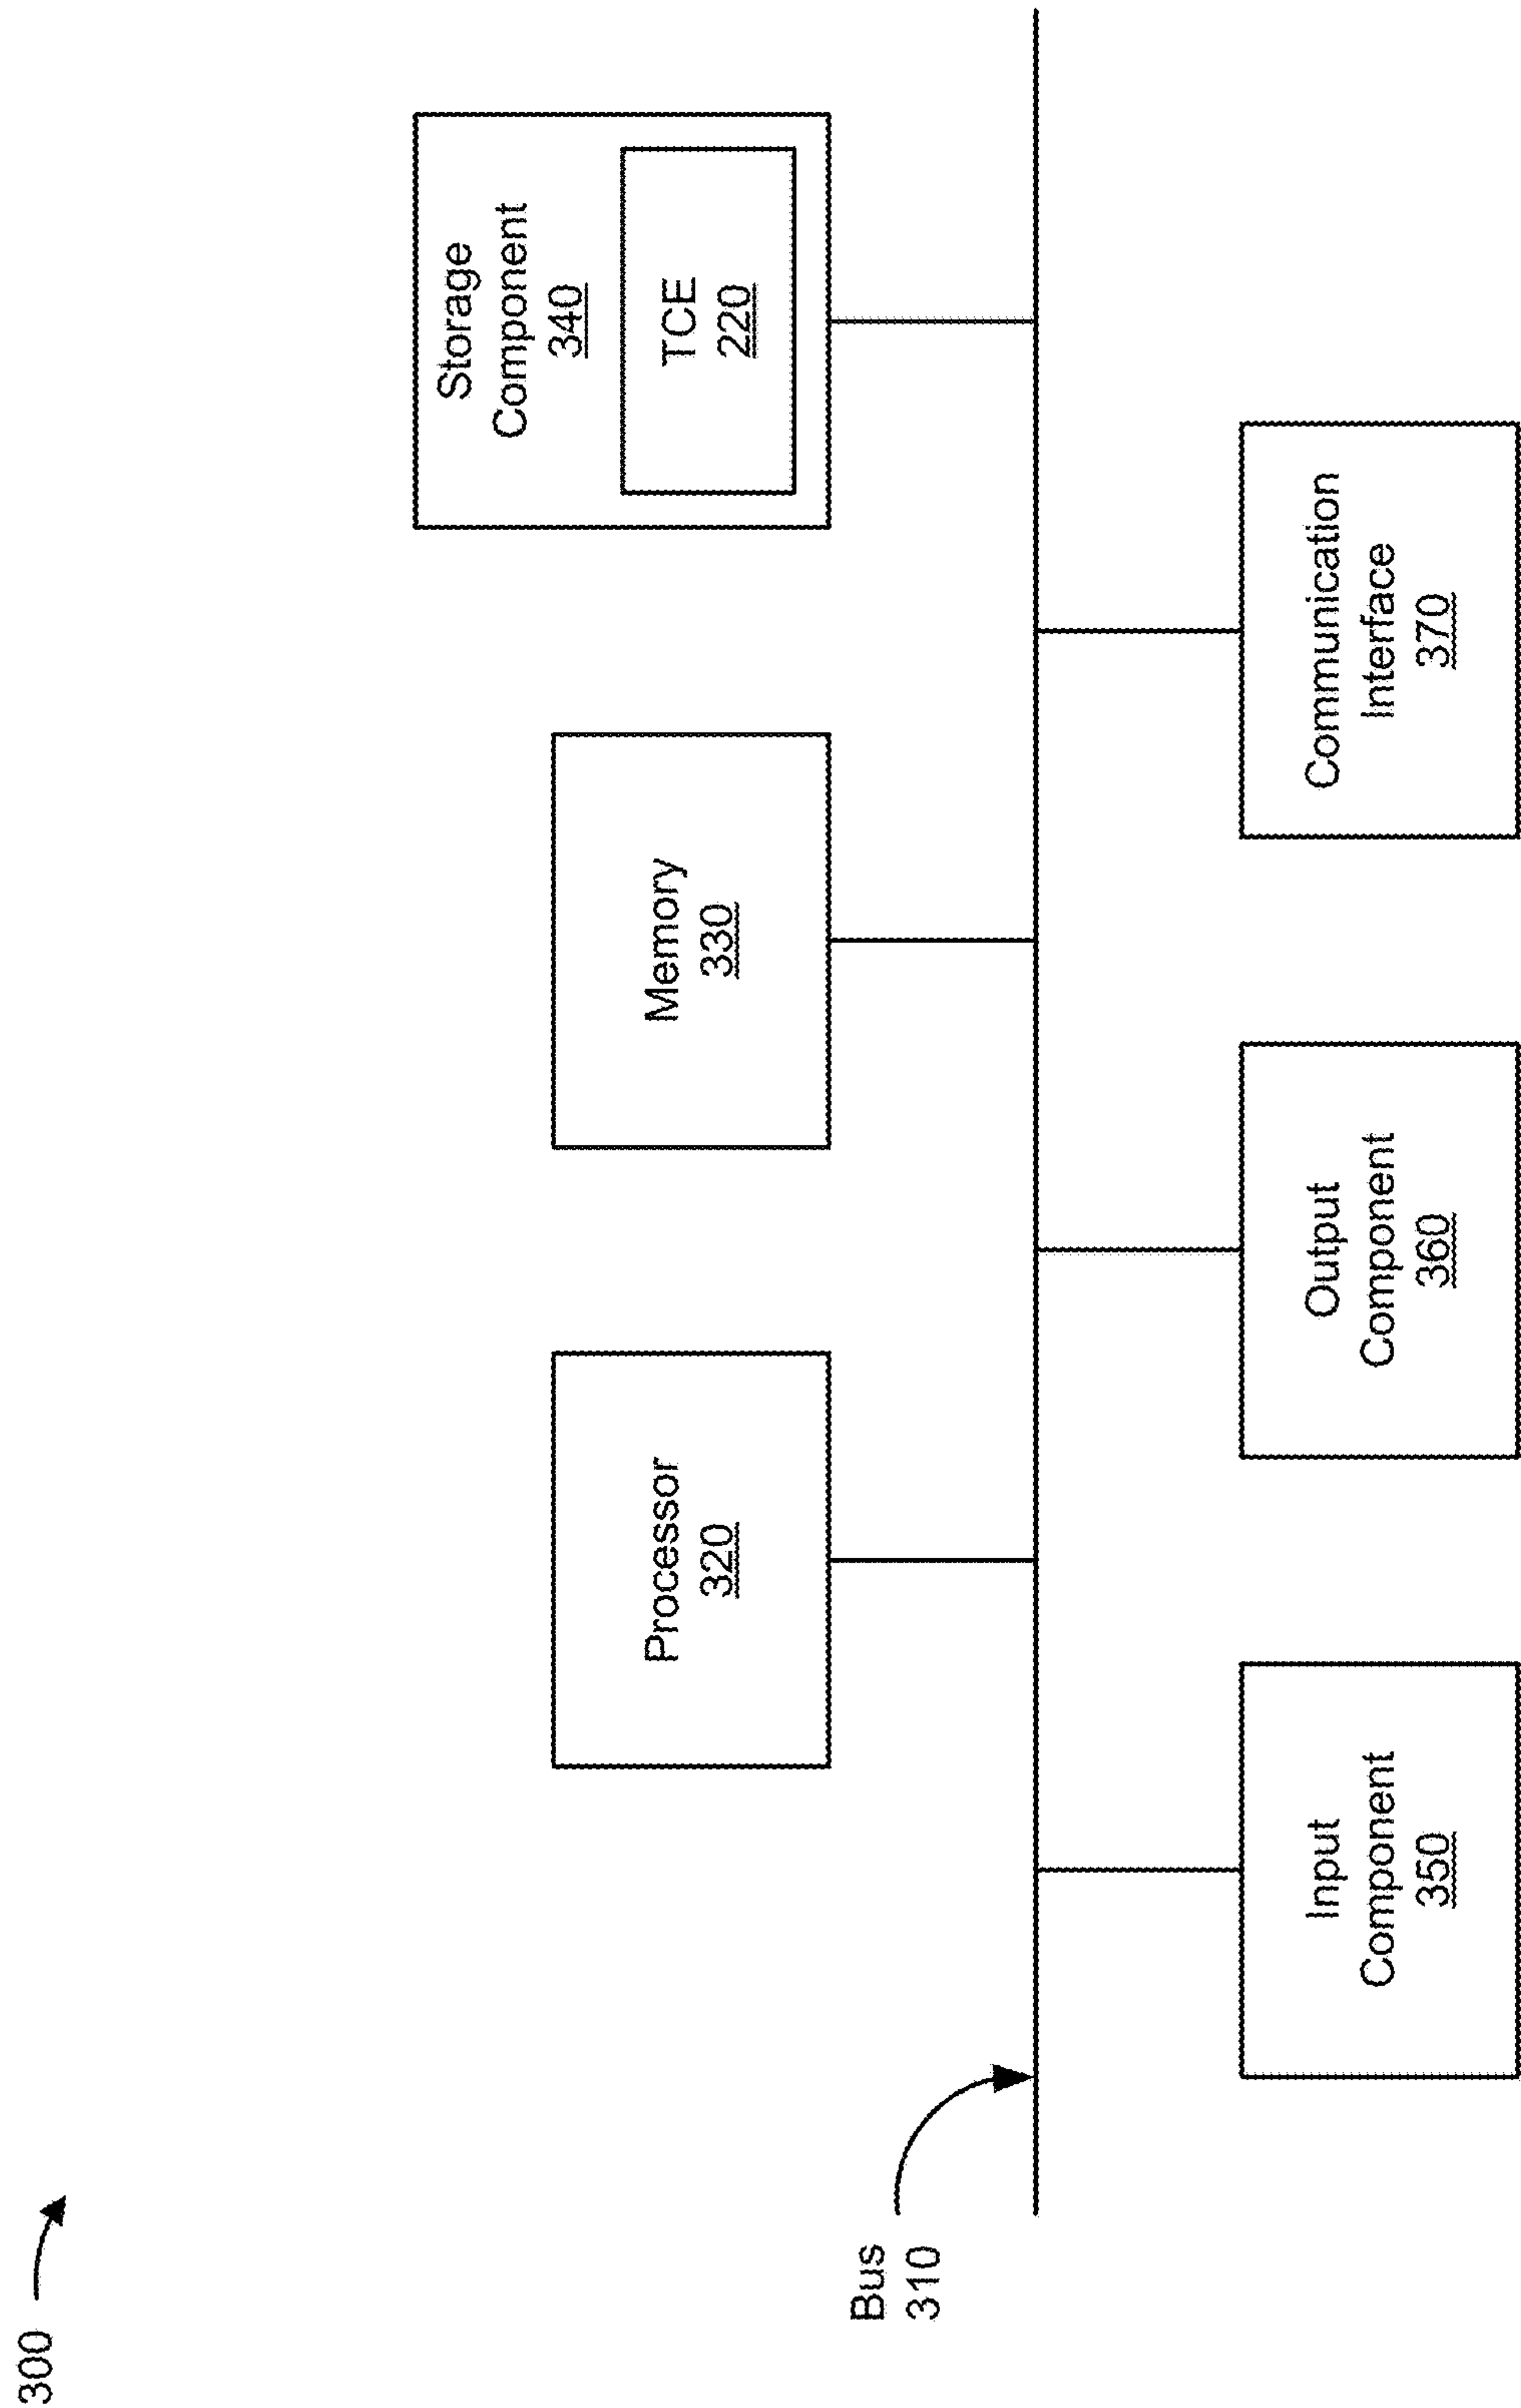 300
Bus
310
Processor
320
Memory
330
Storage
Component
340
TCE
220
Input
Component
350
Output
Component
360
Communication
Interface
370